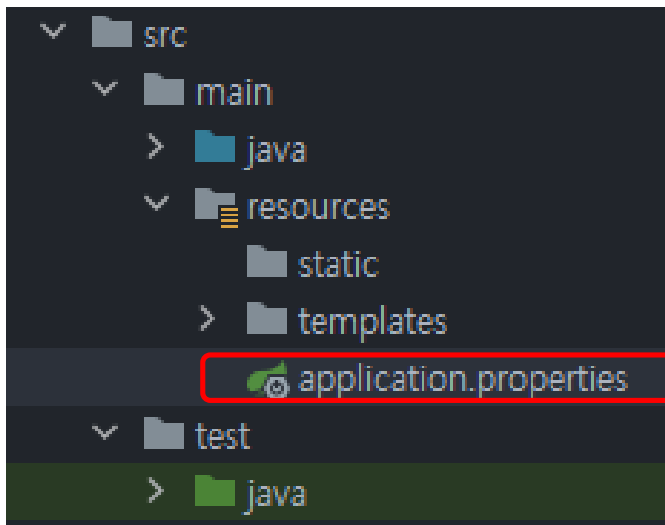 src
main
java
resources
static
templates
application.properties
test
java